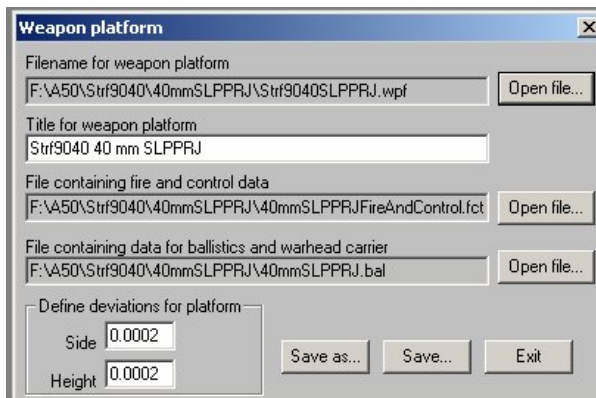 Weapon platform
Filename for weapon platform
F:\A50\Strf9040\40mmSLPPRJ\Strf9040SLPPRJ.wpf
Open file...
Title for weapon platform
Strf9040 40 mm SLPPRJ
File containing fire and control data
F:\A50\Strf9040\40mmSLPPRJ\40mmSLPPRJFireAndControl.fct
Open file...
File containing data for ballistics and warhead carrier
F:\A50\Strf9040\40mmSLPPRJ\40mmSLPPRJ.bal
Open file...
Define deviations for platform
Side 0.0002
Height 0.0002
Save as...
Save...
Exit